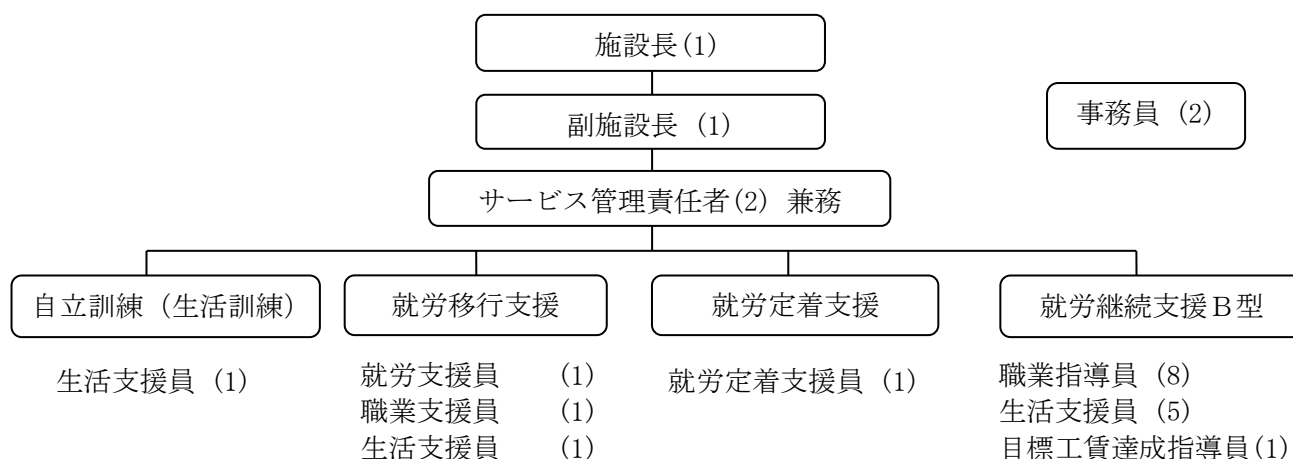 施設長(1)
副施設長 (1)
事務員 (2)
サービス管理責任者(2) 兼務
自立訓練 (生活訓練)
就労移行支援
就労定着支援
就労継続支援B型
生活支援員 (1)
就労支援員 (1)
職業支援員 (1)
生活支援員 (1)
就労定着支援員 (1)
職業指導員 (8)
生活支援員 (5)
目標工賃達成指導員(1)